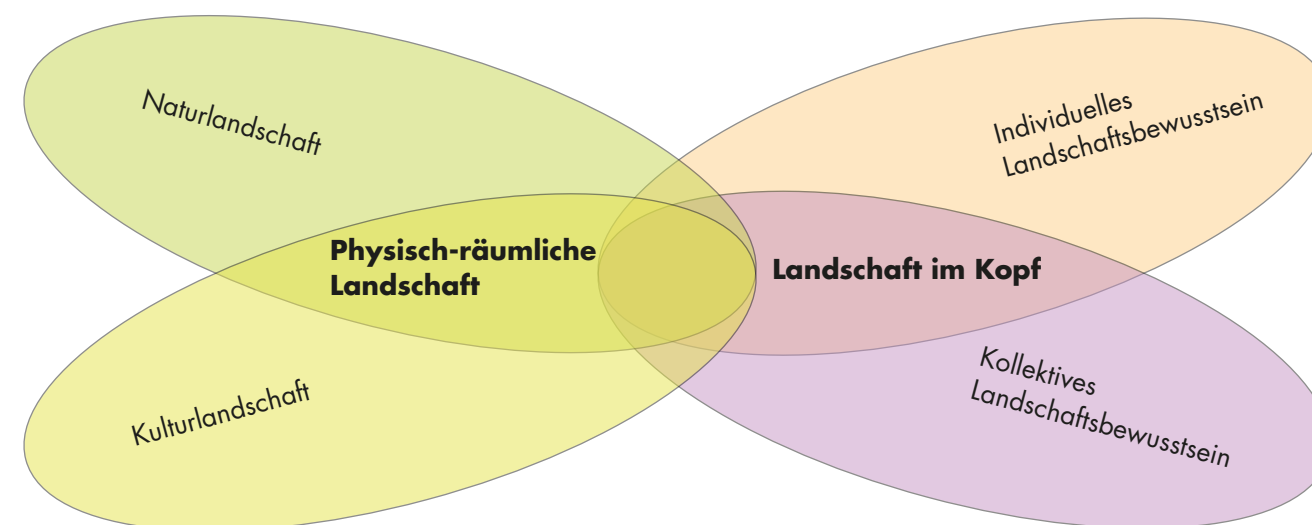 Naturlandschaft
Individuelles
Landschaftsbewusstsein
Physisch-räumliche
Landschaft
Landschaft im Kopf
Kulturlandschaft
Kollektives
Landschaftsbewusstsein